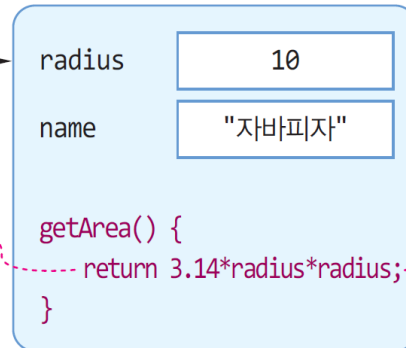 radius 10
name "자바피자"
getArea() {
return 3.14*radius*radius;
}